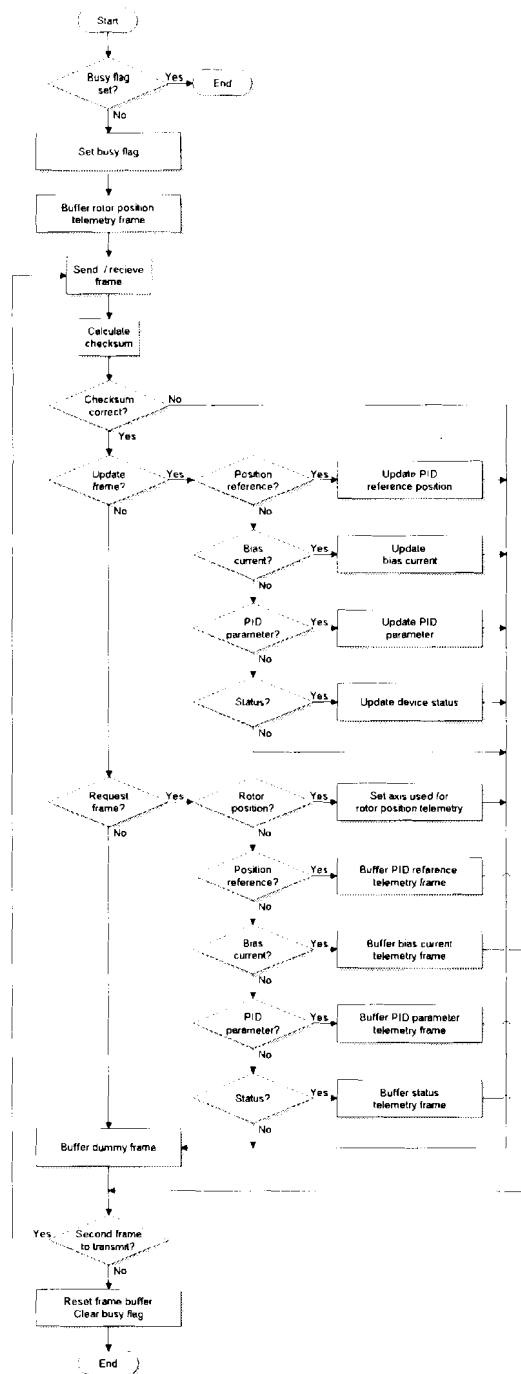 Start
Busy flag
set?
Yes
End
No
Set busy flag
Buffer rotor position
telemetry frame
Send / recieve
frame
Calculate
checksum
Checksum
correct?
No
Yes
Update
frame?
Yes
No
Position
reference?
Yes
No
Update PID
reference position
Bias
current?
Yes
No
Update
bias current
PID
parameter?
Yes
No
Update PID
parameter
Status?
Yes
No
Update device status
Request
frame?
Yes
No
Rotor
position?
Yes
No
Set axis used for
rotor position telemetry
Position
reference?
Yes
No
Buffer PID reference
telemetry frame
Bias
current?
Yes
No
Buffer bias current
telemetry frame
PID
parameter?
Yes
No
Buffer PID parameter
telemetry frame
Status?
Yes
No
Buffer status
telemetry frame
Buffer dummy frame
Yes
Second frame
to transmit?
No
Reset frame buffer
Clear busy flag
End